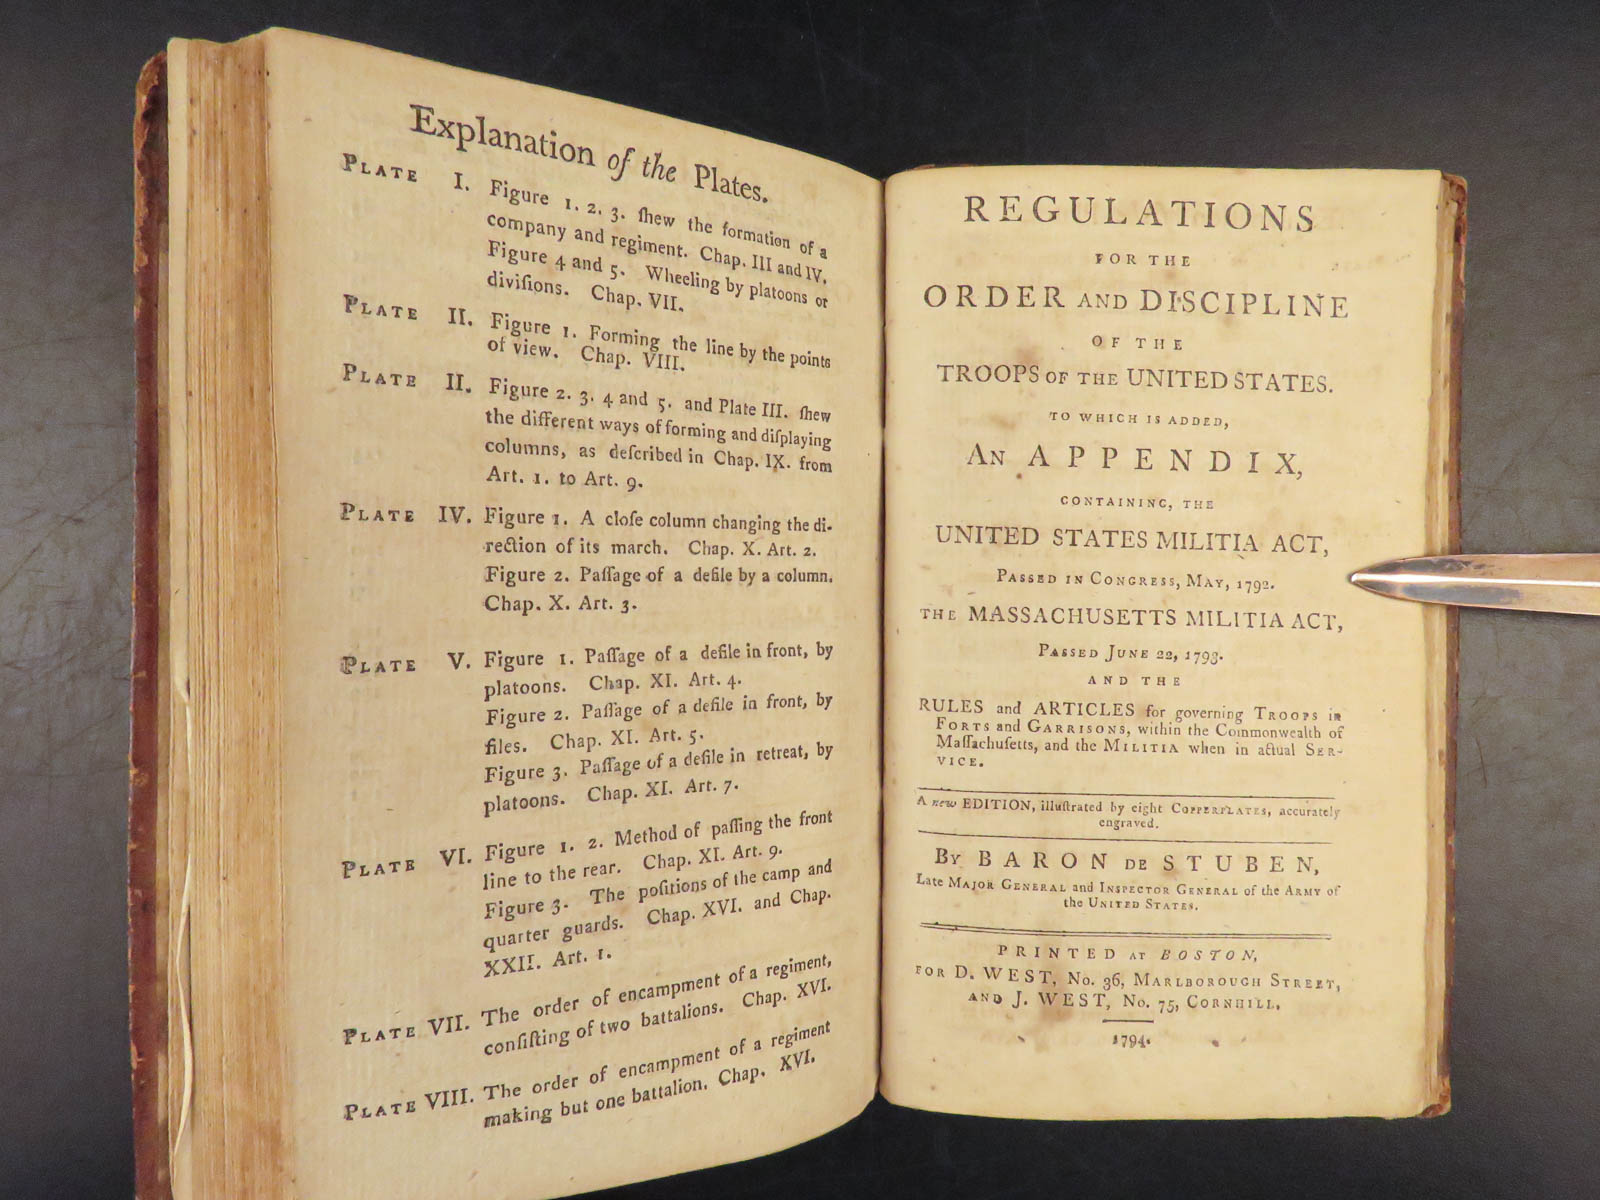 Explanation of the Plates.
PLATE I. Figure 1. 2. 3. ſhew the formation of a
company and regiment. Chap. III and IV.
Figure 4 and 5. Wheeling by platoons or
diviſions. Chap. VII.
PLATE II. Figure 1. Forming the line by the points
of view. Chap. VIII.
PLATE II. Figure 2. 3. 4 and 5. and Plate III. ſhew
the different ways of forming and diſplaying
columns, as deſcribed in Chap. IX. from
Art. 1. to Art. 9.
PLATE IV. Figure 1. A cloſe column changing the di-
rection of its march. Chap. X. Art. 2.
Figure 2. Paſſage of a defile by a column.
Chap. X. Art. 3.
PLATE V. Figure 1. Paſſage of a defile in front, by
platoons. Chap. XI. Art. 4.
Figure 2. Paſſage of a defile in front, by
files. Chap. XI. Art. 5.
Figure 3. Paſſage of a defile in retreat, by
platoons. Chap. XI. Art. 7.
PLATE VI. Figure 1. 2. Method of paſſing the front
line to the rear. Chap. XI. Art. 9.
Figure 3. The poſitions of the camp and
quarter guards. Chap. XVI. and Chap.
XXII. Art. 1.
PLATE VII. The order of encampment of a regiment,
conſiſting of two battalions. Chap. XVI.
PLATE VIII. The order of encampment of a regiment
making but one battalion. Chap. XVI.
REGULATIONS
FOR THE
ORDER AND DISCIPLINE
OF THE
TROOPS OF THE UNITED STATES.
TO WHICH IS ADDED,
AN APPENDIX,
CONTAINING, THE
UNITED STATES MILITIA ACT,
PASSED IN CONGRESS, MAY, 1792.
THE MASSACHUSETTS MILITIA ACT,
PASSED JUNE 22, 1793.
AND THE
RULES and ARTICLES for governing TROOPS in
FORTS and GARRISONS, within the Commonwealth of
Maſſachuſetts, and the MILITIA when in actual SER-
VICE.
A new EDITION, illuſtrated by eight COPPERPLATES, accurately
engraved.
BY BARON DE STUBEN,
Late MAJOR GENERAL and INSPECTOR GENERAL of the ARMY of
the UNITED STATES.
PRINTED AT BOSTON,
FOR D. WEST, No. 36, MARLBOROUGH STREET,
AND J. WEST, No. 75, CORNHILL.
1794.